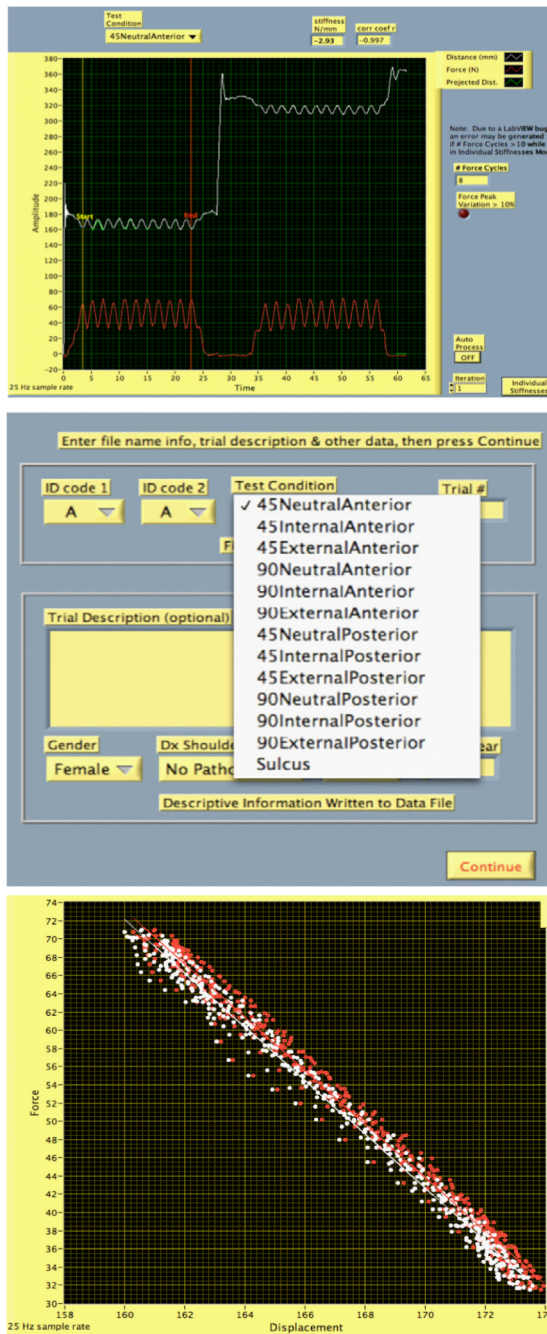 Test
Condition
45NeutralAnterior
stiffness
N/mm
-2.93
corr coef r
-0.997
Distance (mm)
Force (N)
Projected Dist.
Note: Due to a LabVIEW bug
an error may be generated
if # Force Cycles >10 while
in Individual Stiffnesses Mo
# Force Cycles
8
Force Peak
Variation > 10%
Auto
Process
OFF
Iteration
1
Individual
Stiffnesses
Amplitude
380
360
340
320
300
280
260
240
220
200
180
160
140
120
100
80
60
40
20
0
-20
Start
End
0 5 10 15 20 25 30 35 40 45 50 55 60 65
25 Hz sample rate
Time
Enter file name info, trial description & other data, then press Continue
ID code 1
ID code 2
Test Condition
Trial #
A
A
✓ 45NeutralAnterior
45InternalAnterior
45ExternalAnterior
90NeutralAnterior
90InternalAnterior
90ExternalAnterior
45NeutralPosterior
45InternalPosterior
45ExternalPosterior
90NeutralPosterior
90InternalPosterior
90ExternalPosterior
Sulcus
Fi
Trial Description (optional)
Gender
Dx Shoulde
ear
Female
No Patho
Descriptive Information Written to Data File
Continue
Force
74
72
70
68
66
64
62
60
58
56
54
52
50
48
46
44
42
40
38
36
34
32
30
158 160 162 164 166 168 170 172 17
25 Hz sample rate
Displacement